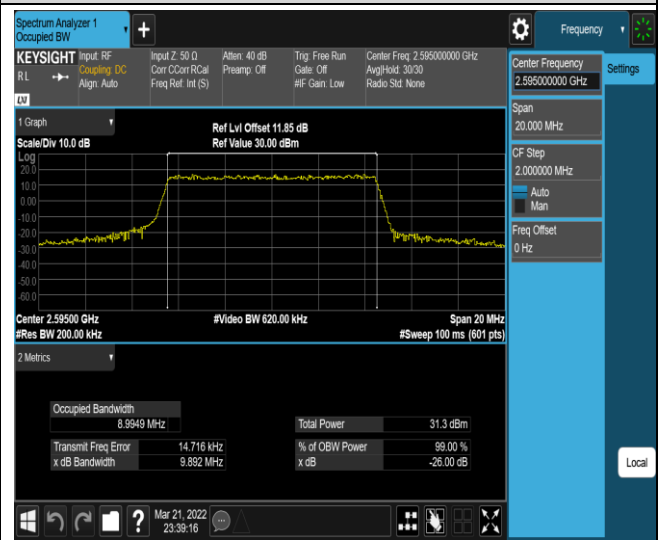 Spectrum Analyzer 1
Occupied BW
+
Frequency
KEYSIGHT Input: RF
Coupling: DC
Align: Auto
RL
LXI
Input Z: 50 Ω
Corr CCorr RCal
Freq Ref: Int (S)
Atten: 40 dB
Preamp: Off
Trig: Free Run
Gate: Off
#IF Gain: Low
Center Freq: 2.595000000 GHz
Avg|Hold: 30/30
Radio Std: None
Center Frequency
2.595000000 GHz
Settings
Span
20.000 MHz
CF Step
2.000000 MHz
Auto
Man
Freq Offset
0 Hz
Local
1 Graph
Scale/Div 10.0 dB
Ref Lvl Offset 11.85 dB
Ref Value 30.00 dBm
Log
20.0
10.0
0.00
-10.0
-20.0
-30.0
-40.0
-50.0
-60.0
Center 2.59500 GHz
#Video BW 620.00 kHz
Span 20 MHz
#Res BW 200.00 kHz
#Sweep 100 ms (601 pts)
2 Metrics
Occupied Bandwidth
8.9949 MHz
Total Power 31.3 dBm
Transmit Freq Error 14.716 kHz
% of OBW Power 99.00 %
x dB Bandwidth 9.892 MHz
x dB -26.00 dB
?
Mar 21, 2022
23:39:16